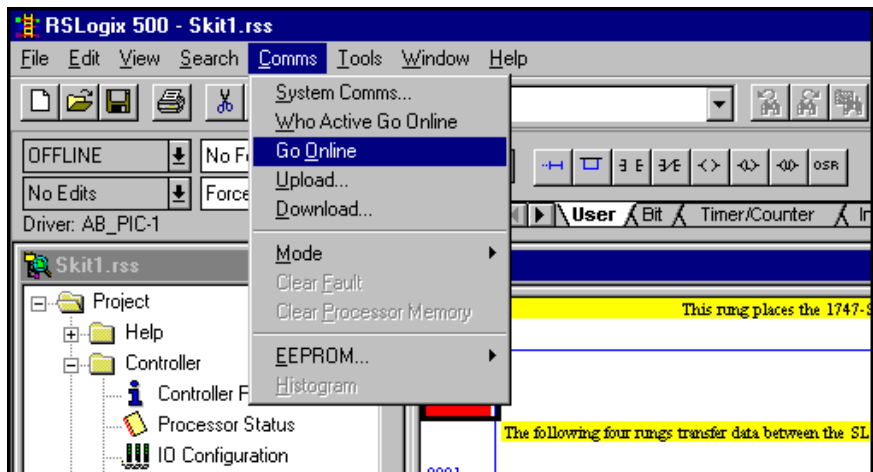 RSLogix 500 - Skit1.rss
File Edit View Search Comms Tools Window Help
System Comms...
Who Active Go Online
Go Online
Upload...
Download...
Mode
Clear Fault
Clear Processor Memory
EEPROM...
Histogram
OFFLINE
No
No Edits
Driver: AB_PIC-1
OSR
User Bit Timer/Counter
Skit1.rss
Project
Help
Controller
Controller
Processor Status
IO Configuration
This rung places the 1747-
The following four rungs transfer data between the SL